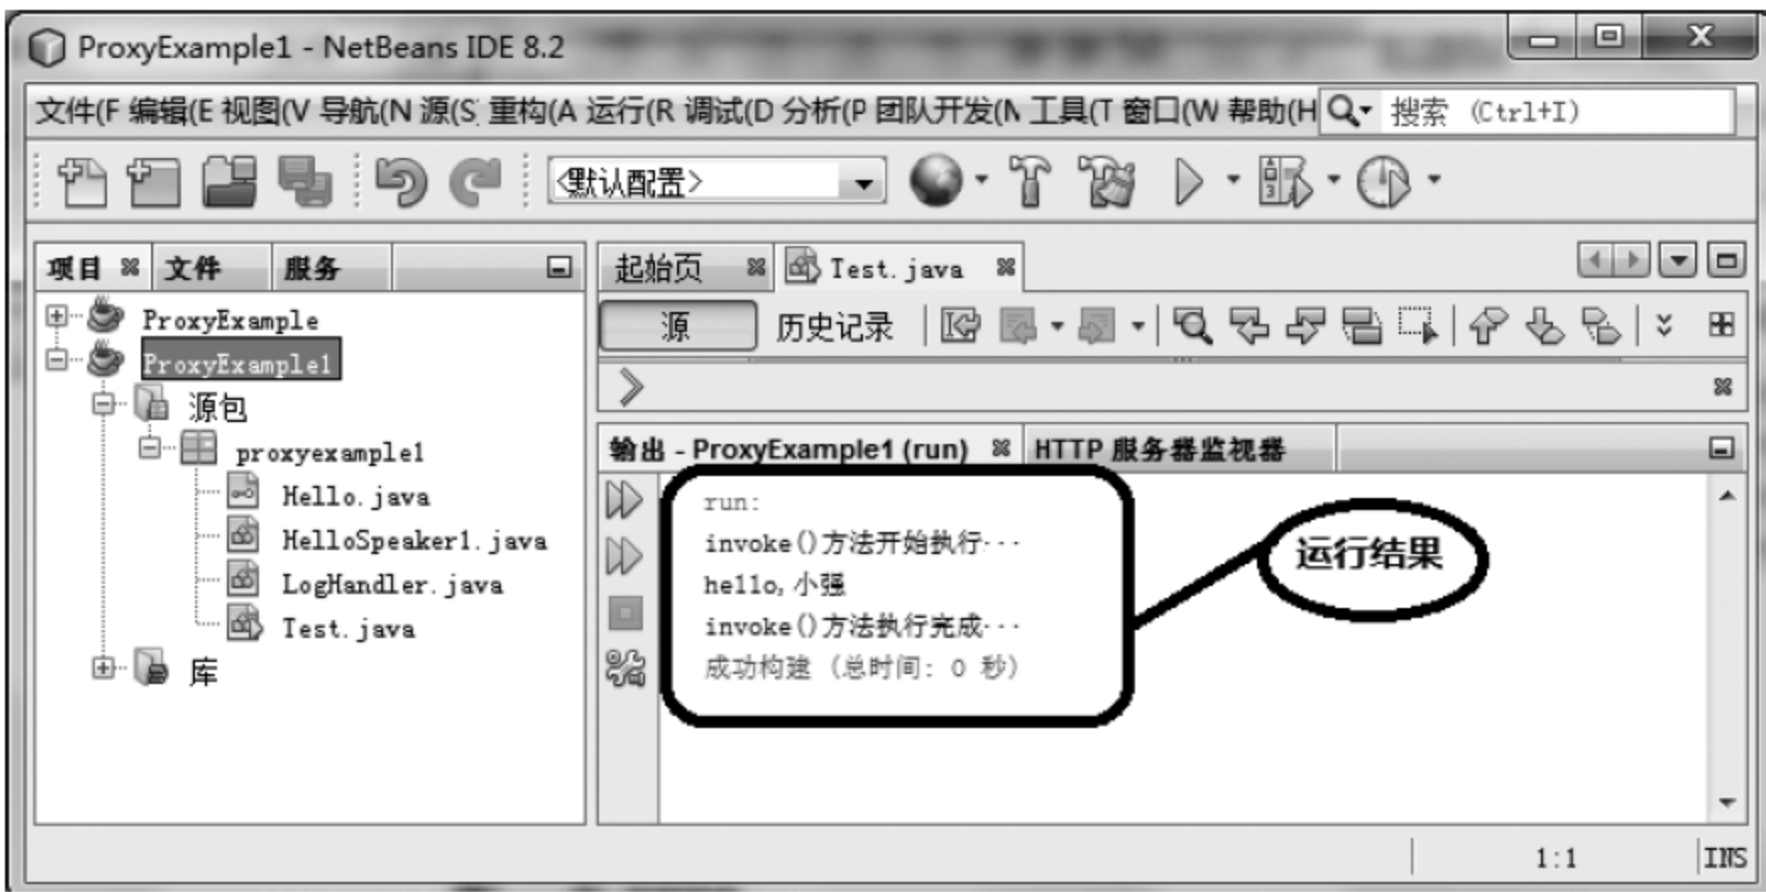 ProxyExample1 - NetBeans IDE 8.2
文件(F 编辑(E 视图(V 导航(N 源(S 重构(A 运行(R 调试(D 分析(P 团队开发(M 工具(T 窗口(W 帮助(H 搜索 (Ctrl+I)
<默认配置>
项目 文件 服务
起始页 Test.java
ProxyExample
ProxyExample1
源包
proxyexample1
Hello.java
HelloSpeaker1.java
LogHandler.java
Test.java
库
源 历史记录
输出 - ProxyExample1 (run) HTTP 服务器监视器
run:
invoke()方法开始执行···
hello,小强
invoke()方法执行完成···
成功构建 (总时间: 0 秒)
运行结果
1:1 INS